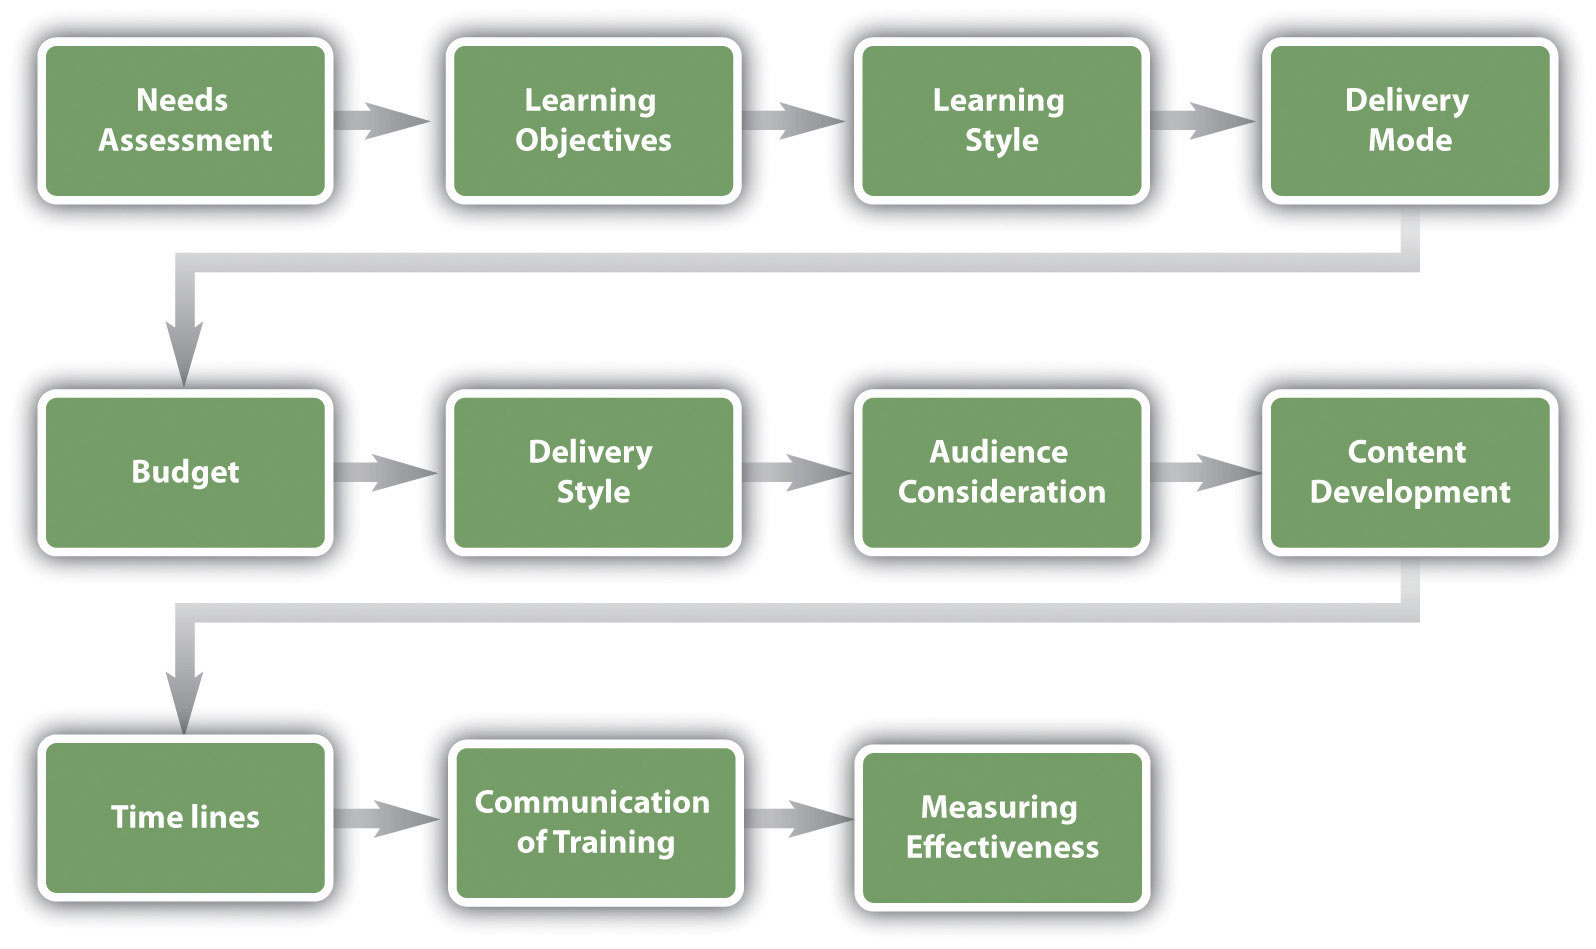 Needs
Assessment
Learning
Objectives
Learning
Style
Delivery
Mode
Budget
Delivery
Style
Audience
Consideration
Content
Development
Time lines
Communication
of Training
Measuring
Effectiveness